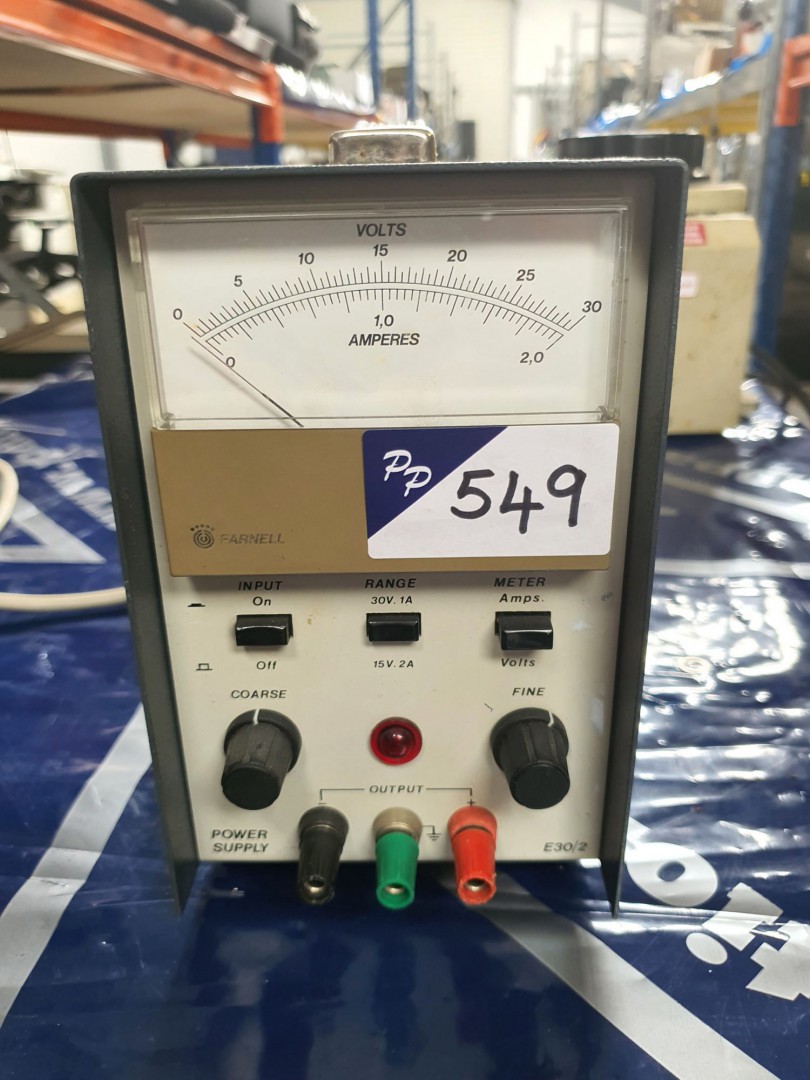 VOLTS
0 5 10 15 20 25 30
0 1,0 2,0
AMPERES
PP 549
FARNELL
INPUT RANGE METER
On 30V. 1A Amps.
Off 15V. 2A Volts
COARSE FINE
OUTPUT
- +
POWER
SUPPLY E30/2